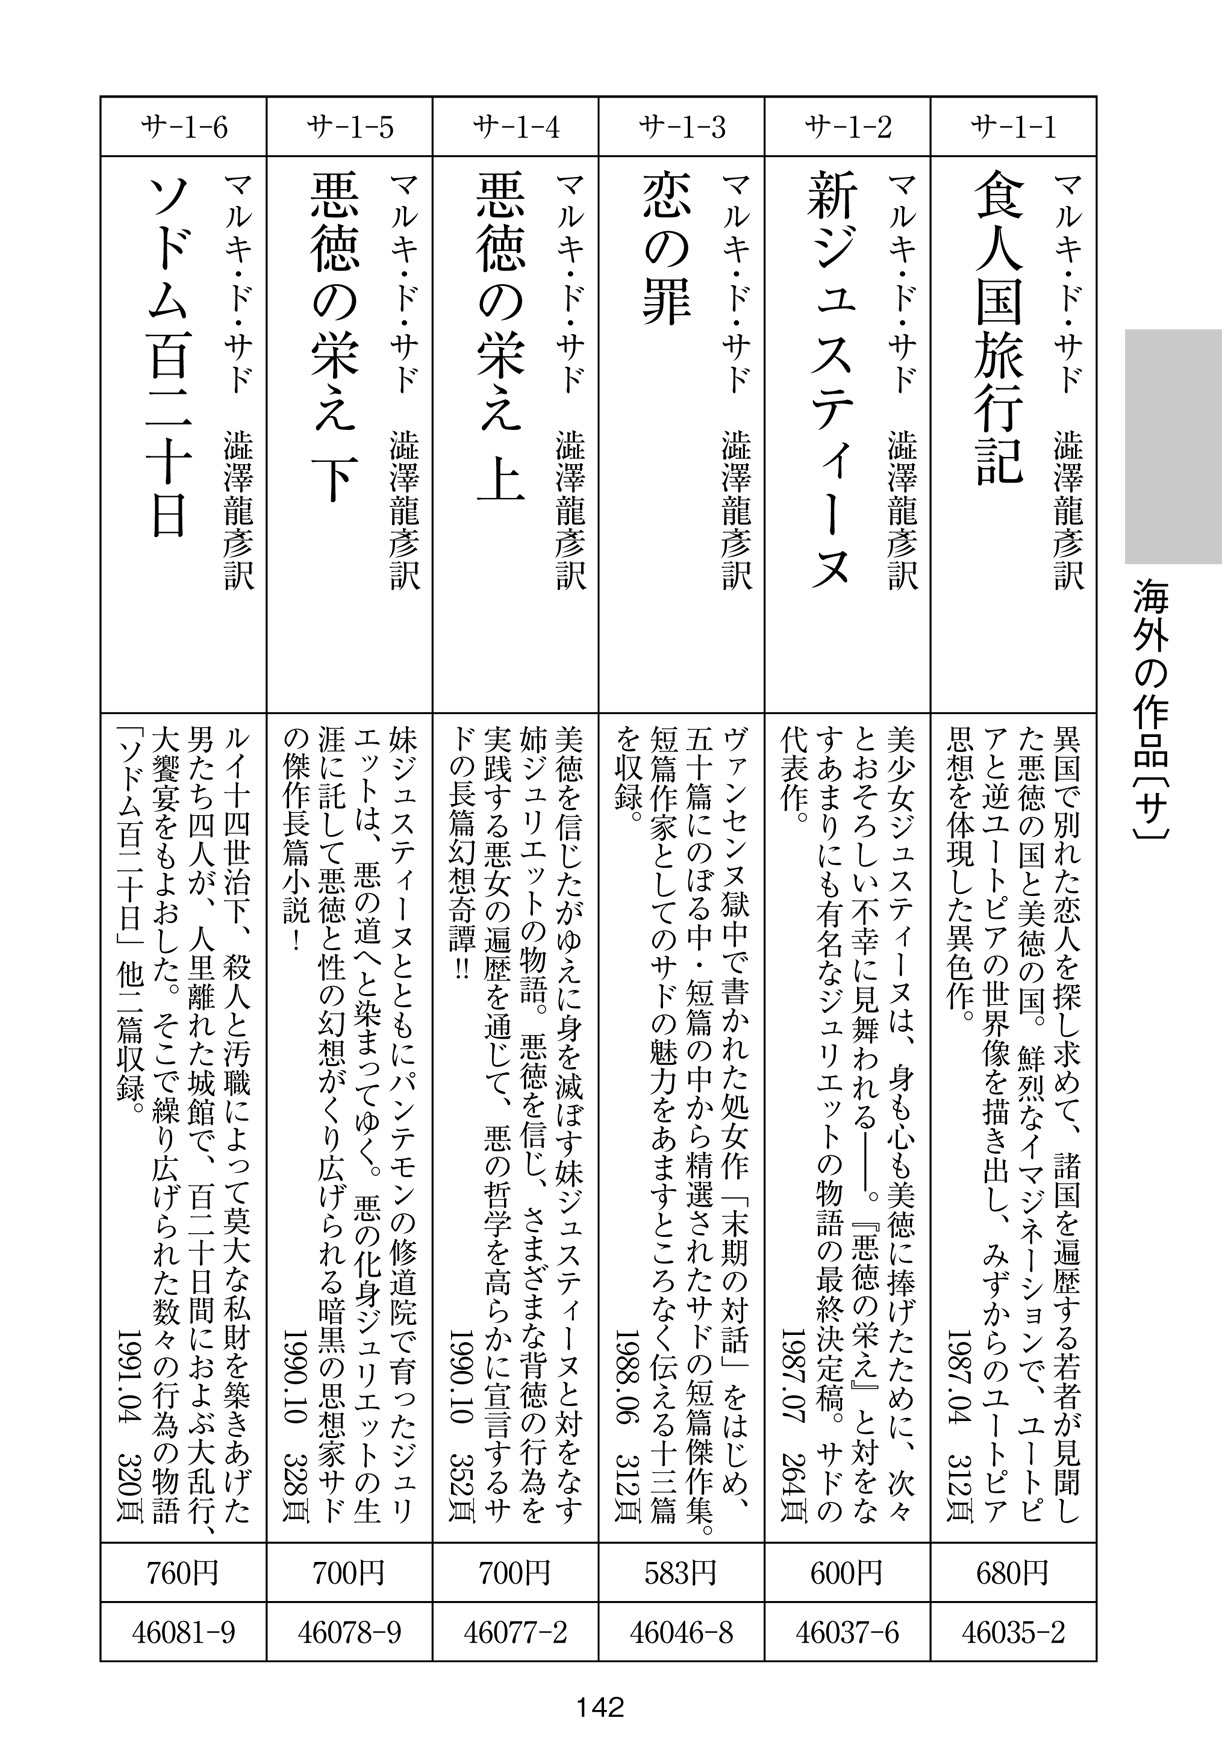 海外の作品〔サ〕
サ-1-1
マルキ・ド・サド　澁澤龍彦訳
食人国旅行記
異国で別れた恋人を探し求めて、諸国を遍歴する若者が見聞し
た悪徳の国と美徳の国。鮮烈なイマジネーションで、ユートピ
アと逆ユートピアの世界像を描き出し、みずからのユートピア
思想を体現した異色作。
1987.04　312頁
680円
46035-2
サ-1-2
マルキ・ド・サド　澁澤龍彦訳
新ジュスティーヌ
美少女ジュスティーヌは、身も心も美徳に捧げたために、次々
とおそろしい不幸に見舞われる――。『悪徳の栄え』と対をな
すあまりにも有名なジュリエットの物語の最終決定稿。サドの
代表作。
1987.07　264頁
600円
46037-6
サ-1-3
マルキ・ド・サド　澁澤龍彦訳
恋の罪
ヴァンセンヌ獄中で書かれた処女作「末期の対話」をはじめ、
五十篇にのぼる中・短篇の中から精選されたサドの短篇傑作集。
短篇作家としてのサドの魅力をあますところなく伝える十三篇
を収録。
1988.06　312頁
583円
46046-8
サ-1-4
マルキ・ド・サド　澁澤龍彦訳
悪徳の栄え 上
美徳を信じたがゆえに身を滅ぼす妹ジュスティーヌと対をなす
姉ジュリエットの物語。悪徳を信じ、さまざまな背徳の行為を
実践する悪女の遍歴を通じて、悪の哲学を高らかに宣言するサ
ドの長篇幻想奇譚!!
1990.10　352頁
700円
46077-2
サ-1-5
マルキ・ド・サド　澁澤龍彦訳
悪徳の栄え 下
妹ジュスティーヌとともにパンテモンの修道院で育ったジュリ
エットは、悪の道へと染まってゆく。悪の化身ジュリエットの生
涯に託して悪徳と性の幻想がくり広げられる暗黒の思想家サド
の傑作長篇小説！
1990.10　328頁
700円
46078-9
サ-1-6
マルキ・ド・サド　澁澤龍彦訳
ソドム百二十日
ルイ十四世治下、殺人と汚職によって莫大な私財を築きあげた
男たち四人が、人里離れた城館で、百二十日間におよぶ大乱行、
大饗宴をもよおした。そこで繰り広げられた数々の行為の物語
「ソドム百二十日」他二篇収録。
1991.04　320頁
760円
46081-9
142